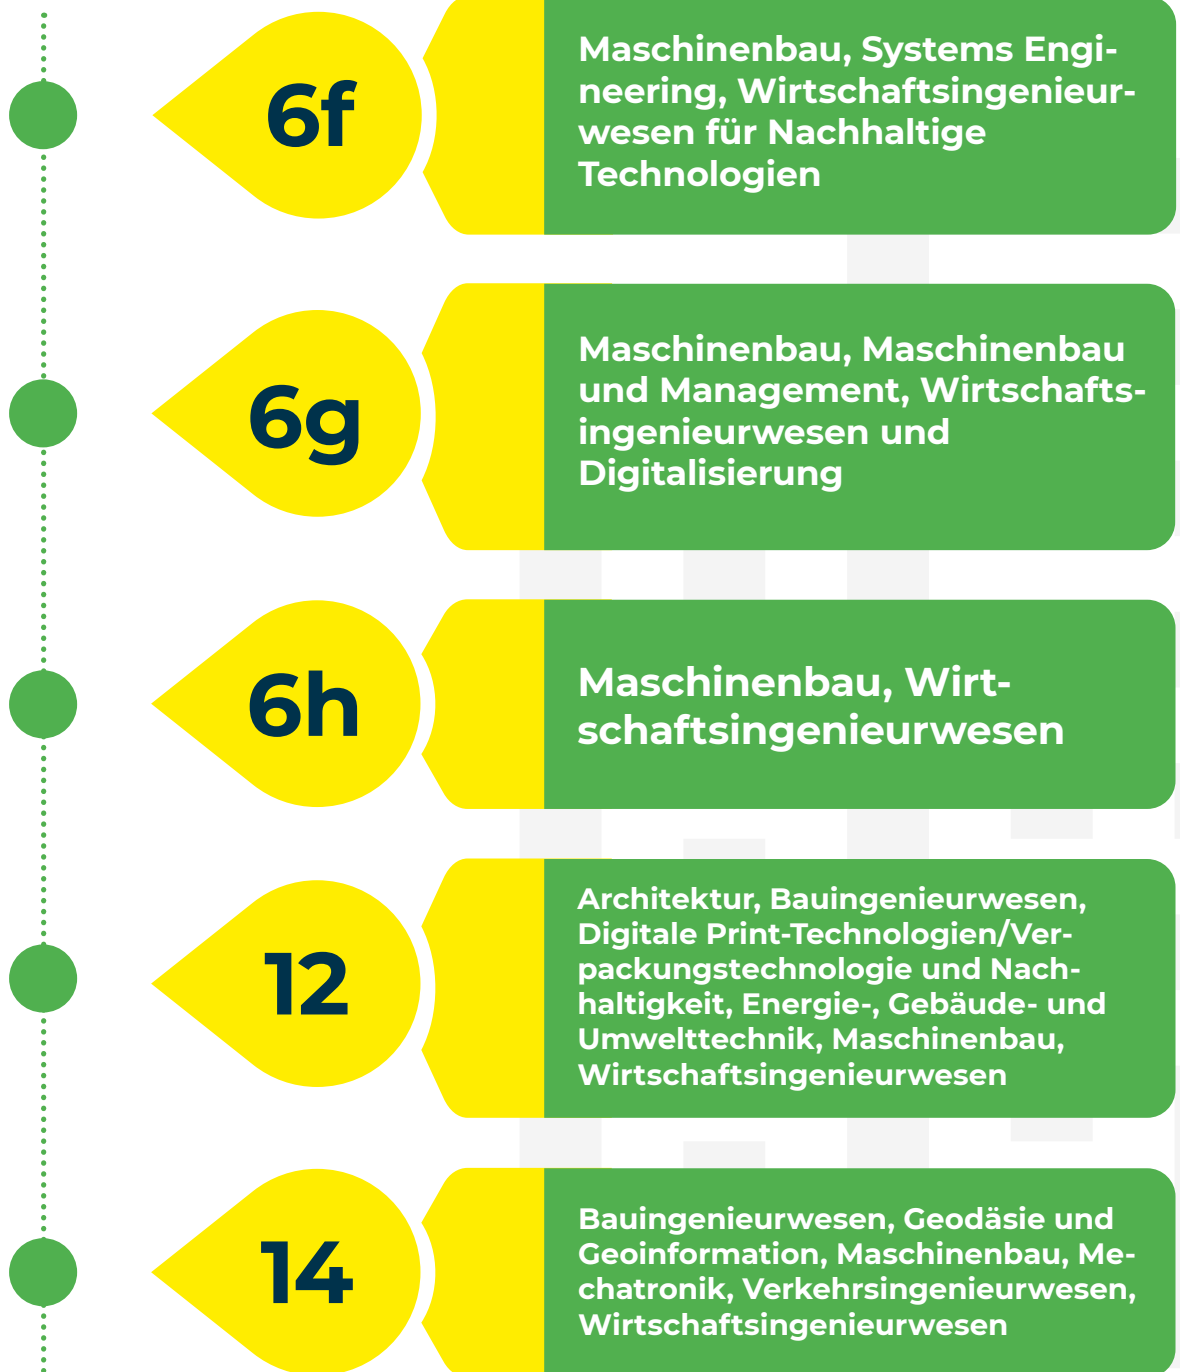 6f
Maschinenbau, Systems Engi-
neering, Wirtschaftsingenieur-
wesen für Nachhaltige
Technologien
6g
Maschinenbau, Maschinenbau
und Management, Wirtschafts-
ingenieurwesen und
Digitalisierung
6h
Maschinenbau, Wirt-
schaftsingenieurwesen
12
Architektur, Bauingenieurwesen,
Digitale Print-Technologien/Ver-
packungstechnologie und Nach-
haltigkeit, Energie-, Gebäude- und
Umwelttechnik, Maschinenbau,
Wirtschaftsingenieurwesen
14
Bauingenieurwesen, Geodäsie und
Geoinformation, Maschinenbau, Me-
chatronik, Verkehrsingenieurwesen,
Wirtschaftsingenieurwesen